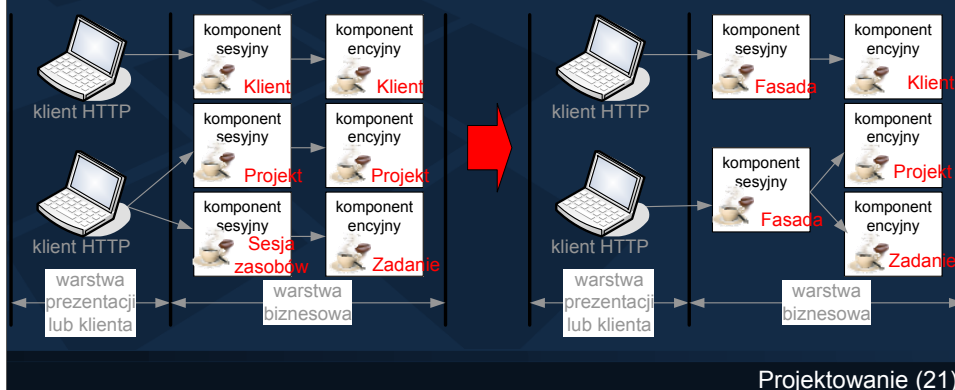 komponent
sesyjny
Klient
komponent
encyjny
Klient
klient HTTP
komponent
sesyjny
Projekt
komponent
encyjny
Projekt
komponent
sesyjny
Sesja
zasobów
komponent
encyjny
Zadanie
klient HTTP
warstwa
prezentacji
lub klienta
warstwa
biznesowa
komponent
sesyjny
Fasada
komponent
encyjny
Klient
klient HTTP
komponent
encyjny
Projekt
komponent
sesyjny
Fasada
komponent
encyjny
Zadanie
klient HTTP
warstwa
prezentacji
lub klienta
warstwa
biznesowa
Projektowanie (21)